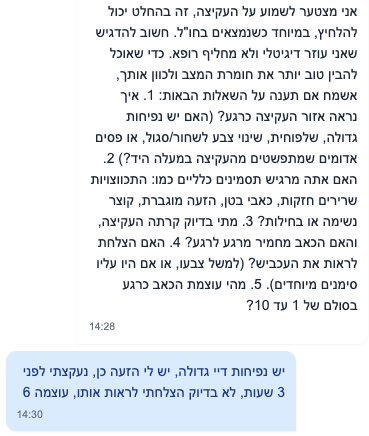 אני מצטער לשמוע על העקיצה, זה בהחלט יכול
להלחיץ, במיוחד כשנמצאים בחו"ל. חשוב להדגיש
שאני עוזר דיגיטלי ולא מחליף רופא. כדי שאוכל
להבין טוב יותר את חומרת המצב ולכוון אותך,
אשמח אם תענה על השאלות הבאות: 1. איך
נראה אזור העקיצה כרגע? (האם יש נפיחות
גדולה, שלפוחית, שינוי צבע לשחור/סגול, או פסים
אדומים שמתפשטים מהעקיצה במעלה היד?) 2.
האם אתה מרגיש תסמינים כלליים כמו: התכווצויות
שרירים חזקות, כאבי בטן, הזעה מוגברת, קוצר
נשימה או בחילות? 3. מתי בדיוק קרתה העקיצה,
והאם הכאב מחמיר מרגע לרגע? 4. האם הצלחת
לראות את העכביש? (למשל צבעו, או אם היו עליו
סימנים מיוחדים). 5. מהי עוצמת הכאב כרגע
בסולם של 1 עד 10?
14:28
יש נפיחות דיי גדולה, יש לי הזעה כן, נעקצתי לפני
3 שעות, לא בדיוק הצלחתי לראות אותו, עוצמה 6
14:30